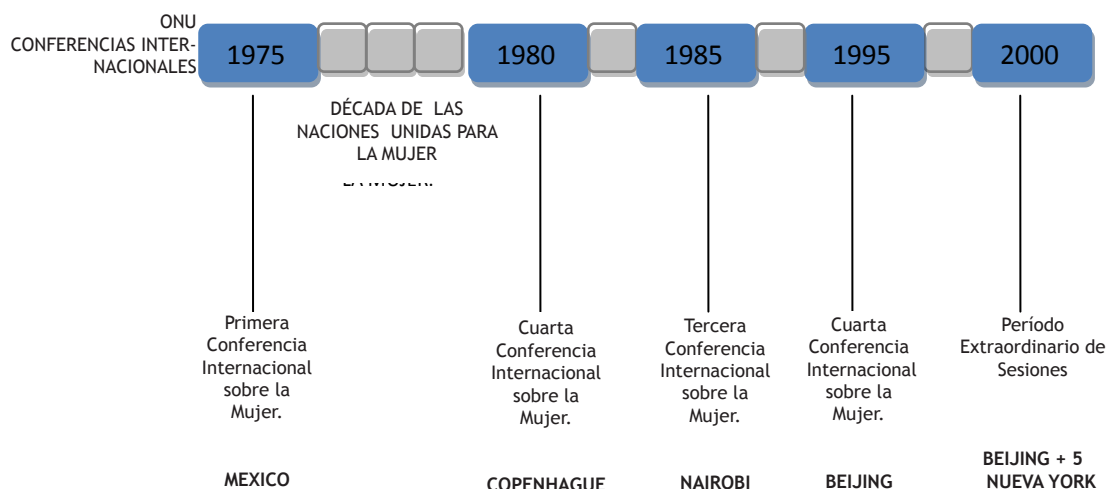 ONU
CONFERENCIAS INTER-
NACIONALES
1975
1980
1985
1995
2000
DÉCADA DE LAS
NACIONES UNIDAS PARA
LA MUJER
LA MUJER.
Primera
Conferencia
Internacional
sobre la
Mujer.
MEXICO
Cuarta
Conferencia
Internacional
sobre la
Mujer.
COPENHAGUE
Tercera
Conferencia
Internacional
sobre la
Mujer.
NAIROBI
Cuarta
Conferencia
Internacional
sobre la
Mujer.
BEIJING
Período
Extraordinario de
Sesiones
BEIJING + 5
NUEVA YORK